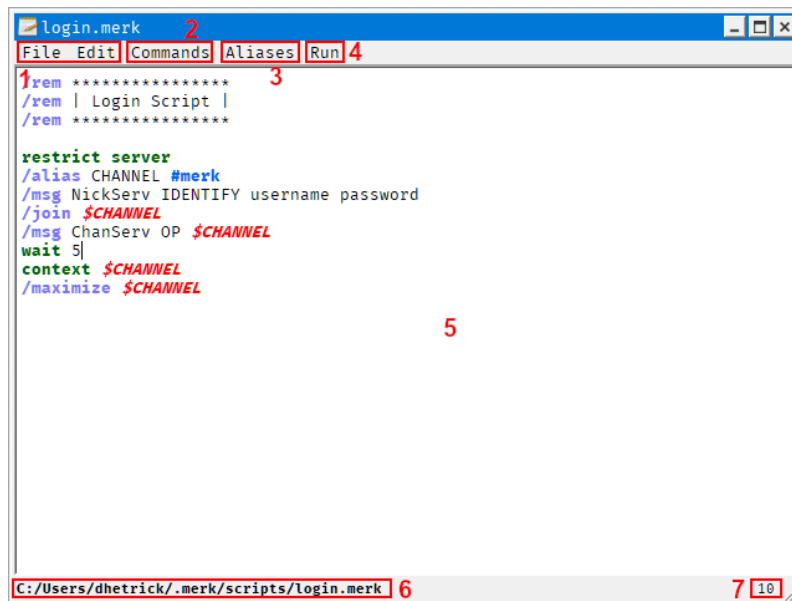 login.merk
2
File Edit Commands Aliases Run 4
1 3
/rem ****************
/rem | Login Script |
/rem ****************
restrict server
/alias CHANNEL #merk
/msg NickServ IDENTIFY username password
/join $CHANNEL
/msg ChanServ OP $CHANNEL
wait 5
context $CHANNEL
/maximize $CHANNEL
5
C:/Users/dhetrick/.merk/scripts/login.merk 6 7 10